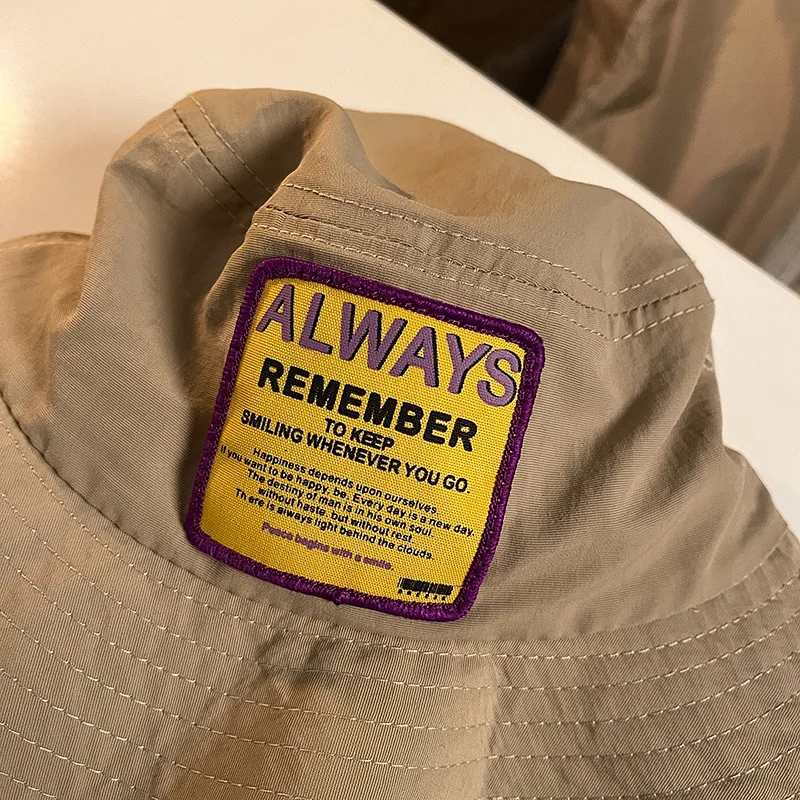 ALWAYS
REMEMBER
TO KEEP
SMILING WHENEVER YOU GO.
Happiness depends upon ourselves
If you want to be happy, be. Every day is a new day.
The destiny of man is in his own soul.
without haste, but without rest.
Th ere is always light behind the clouds.
Peace begins with a smile.